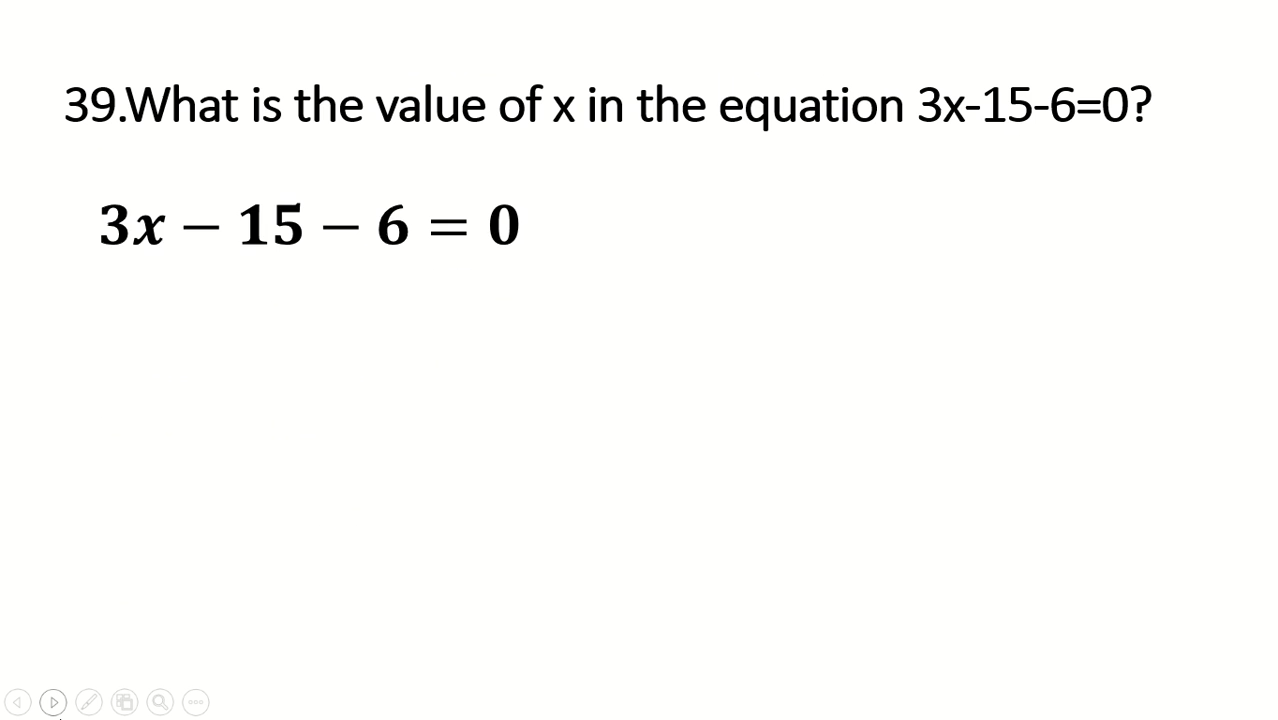 39.What is the value of x in the equation 3x-15-6=0?
3x − 15 − 6 = 0